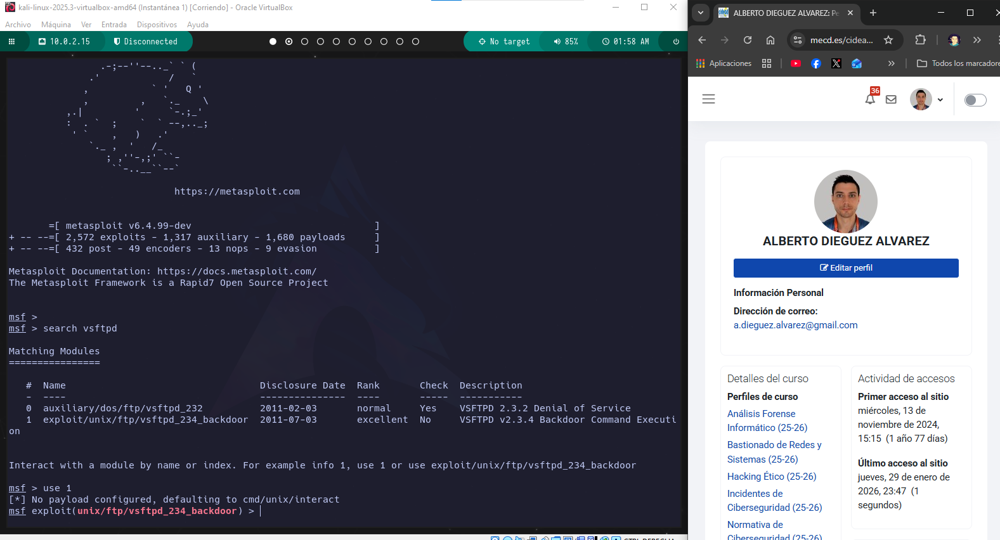 kali-linux-2025.3-virtualbox-amd64 (Instantánea 1) [Corriendo] - Oracle VirtualBox
Archivo Máquina Ver Entrada Dispositivos Ayuda
10.0.2.15 Disconnected No target 85% 01:58 AM
https://metasploit.com
=[ metasploit v6.4.99-dev ]
+ -- --=[ 2,572 exploits - 1,317 auxiliary - 1,680 payloads ]
+ -- --=[ 432 post - 49 encoders - 13 nops - 9 evasion ]
Metasploit Documentation: https://docs.metasploit.com/
The Metasploit Framework is a Rapid7 Open Source Project
msf >
msf > search vsftpd
Matching Modules
================
# Name Disclosure Date Rank Check Description
- ---- --------------- ---- ----- -----------
0 auxiliary/dos/ftp/vsftpd_232 2011-02-03 normal Yes VSFTPD 2.3.2 Denial of Service
1 exploit/unix/ftp/vsftpd_234_backdoor 2011-07-03 excellent No VSFTPD v2.3.4 Backdoor Command Executi
on
Interact with a module by name or index. For example info 1, use 1 or use exploit/unix/ftp/vsftpd_234_backdoor
msf > use 1
[*] No payload configured, defaulting to cmd/unix/interact
msf exploit(unix/ftp/vsftpd_234_backdoor) >
CTRL DERECHA
ALBERTO DIEGUEZ ALVAREZ: Pe
mecd.es/cidea...
Aplicaciones
Todos los marcadore
36
ALBERTO DIEGUEZ ALVAREZ
Editar perfil
Información Personal
Dirección de correo:
a.dieguez.alvarez@gmail.com
Detalles del curso
Perfiles de curso
Análisis Forense
Informático (25-26)
Bastionado de Redes y
Sistemas (25-26)
Hacking Ético (25-26)
Incidentes de
Ciberseguridad (25-26)
Normativa de
Ciberseguridad (25-26)
Actividad de accesos
Primer acceso al sitio
miércoles, 13 de
noviembre de 2024,
15:15 (1 año 77 días)
Último acceso al sitio
jueves, 29 de enero de
2026, 23:47 (1
segundos)